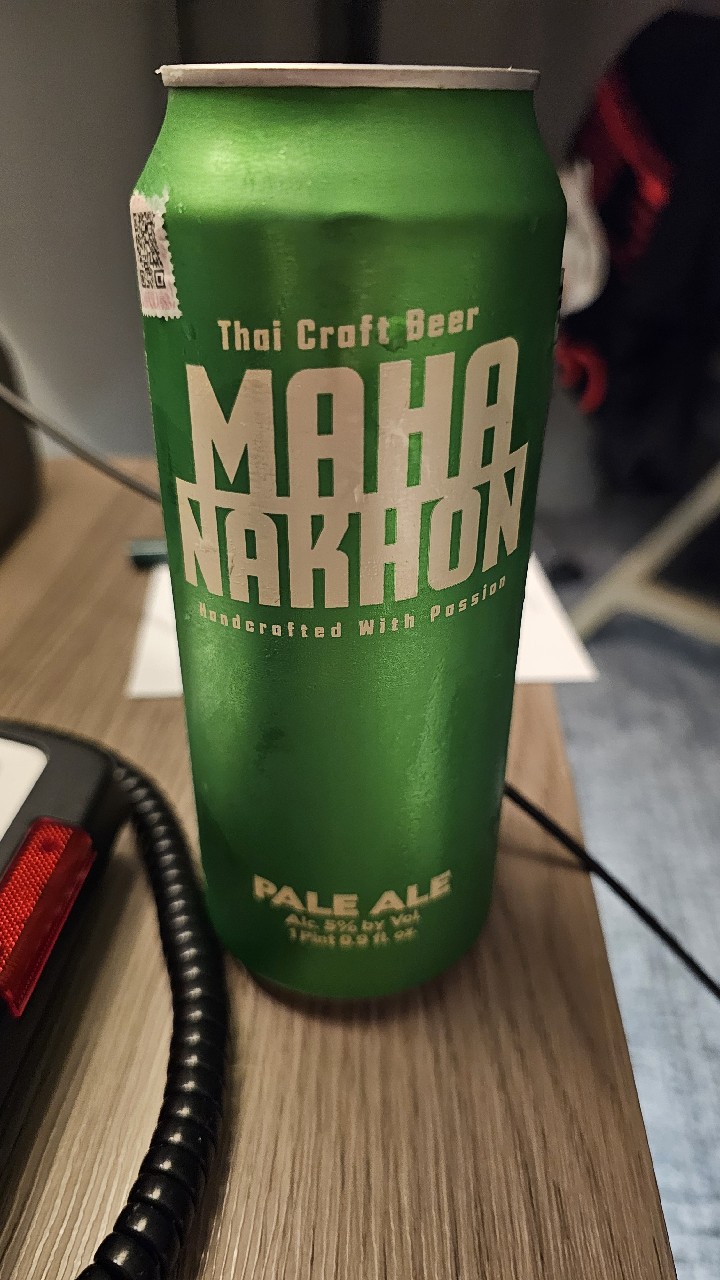 Thai Craft Beer
MAHA
NAKHON
Handcrafted With Passion
PALE ALE
Alc. 5% by Vol.
1 Pint 0.9 fl. oz.